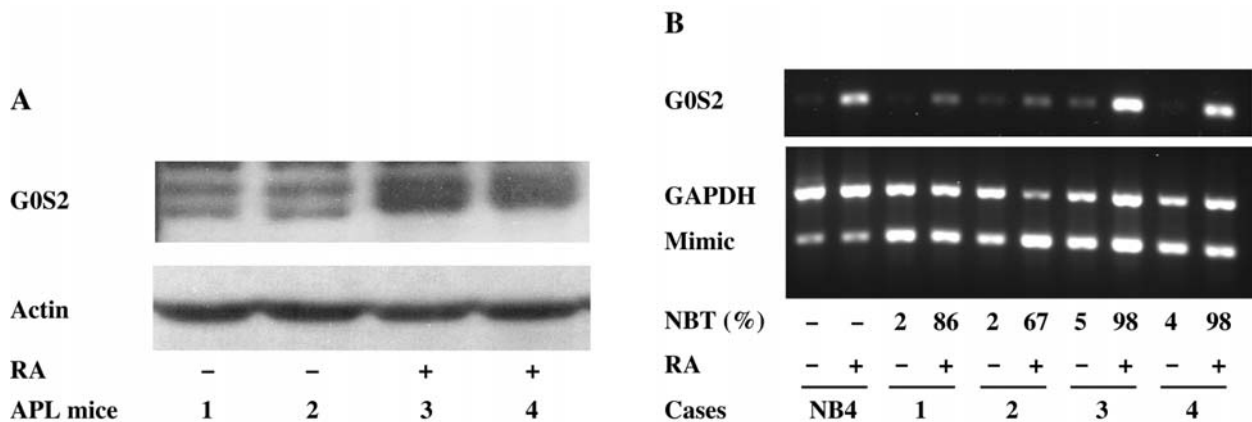 A
G0S2
Actin
RA – – + +
APL mice 1 2 3 4
B
G0S2
GAPDH
Mimic
NBT (%) – – 2 86 2 67 5 98 4 98
RA – + – + – + – + – +
Cases NB4 1 2 3 4